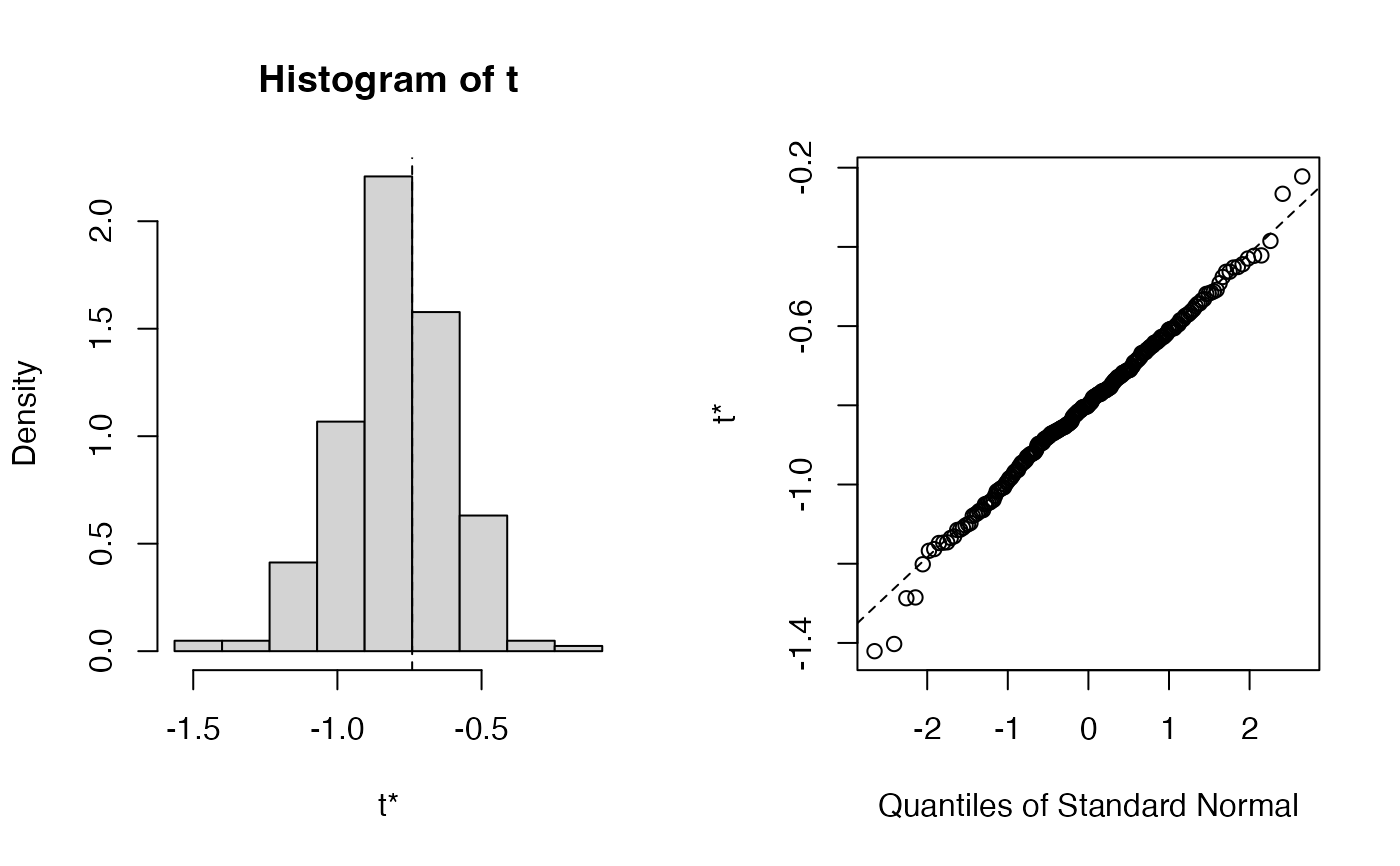 Histogram of t
Density
0.0 0.5 1.0 1.5 2.0
-1.5 -1.0 -0.5
t*
t*
-1.4 -1.0 -0.6 -0.2
-2 -1 0 1 2
Quantiles of Standard Normal